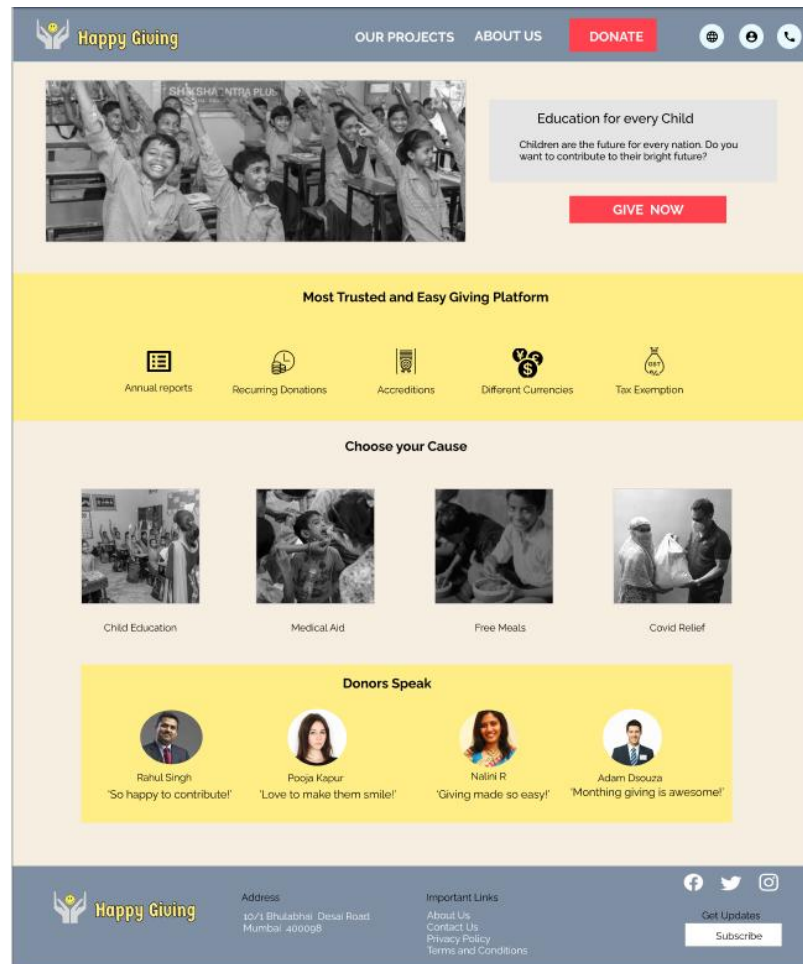 Happy Giving
OUR PROJECTS
ABOUT US
DONATE
SHIKSHA
NTRA PLUS
Education for every Child
Children are the future for every nation. Do you
want to contribute to their bright future?
GIVE NOW
Most Trusted and Easy Giving Platform
Annual reports
Recurring Donations
Accreditions
Different Currencies
Tax Exemption
Choose your Cause
Child Education
Medical Aid
Free Meals
Covid Relief
Donors Speak
Rahul Singh
'So happy to contribute!'
Pooja Kapur
'Love to make them smile!'
Nalini R
'Giving made so easy!'
Adam Dsouza
'Monthing giving is awesome!'
Happy Giving
Address
10/1 Bhulabhai Desai Road
Mumbai 400098
Important Links
About Us
Contact Us
Privacy Policy
Terms and Conditions
Get Updates
Subscribe